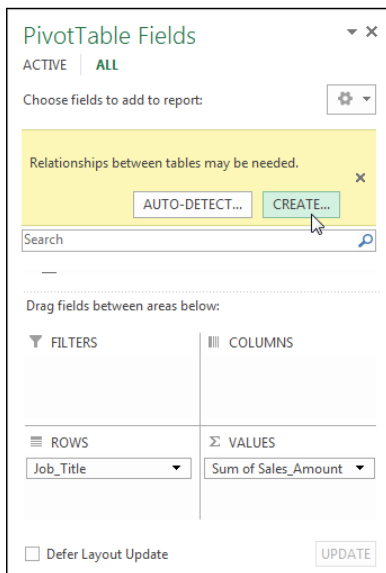 PivotTable Fields
ACTIVE ALL
Choose fields to add to report:
Relationships between tables may be needed.
AUTO-DETECT... CREATE...
Search
Drag fields between areas below:
FILTERS COLUMNS
ROWS Σ VALUES
Job_Title Sum of Sales_Amount
Defer Layout Update UPDATE